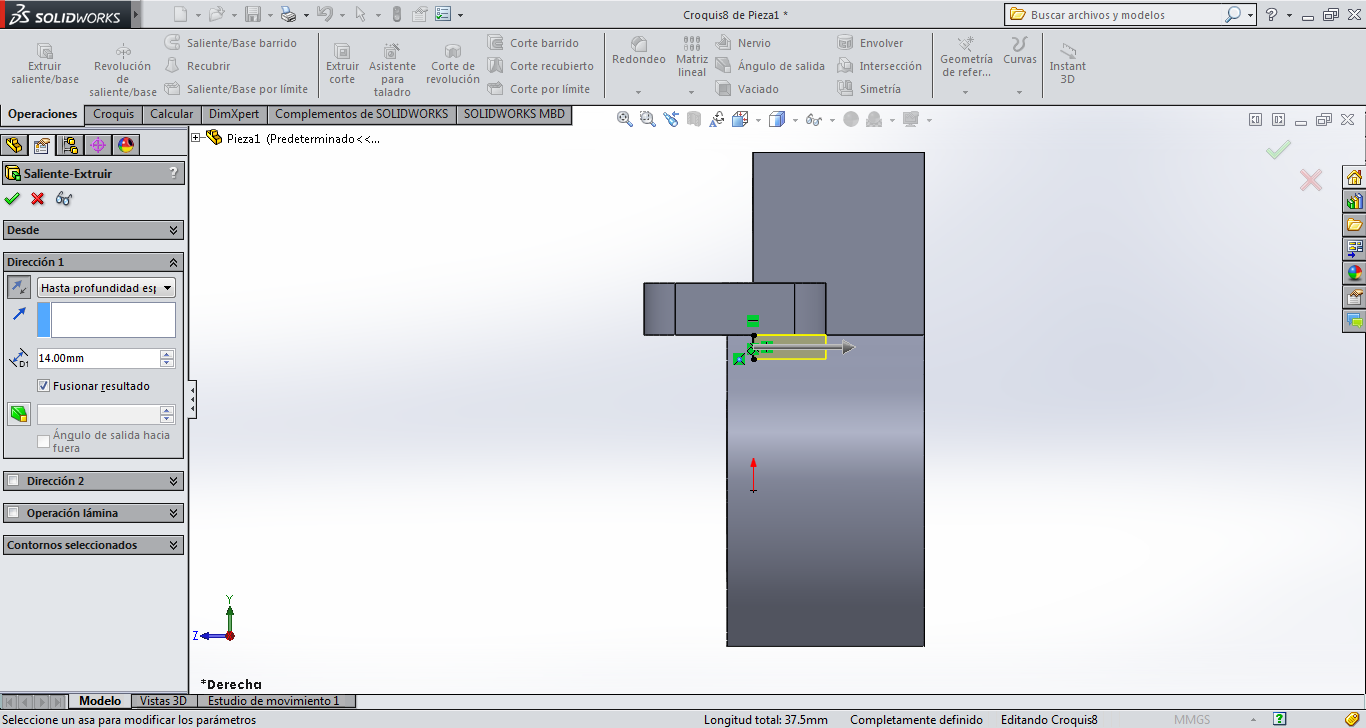 SOLIDWORKS
Croquis8 de Pieza1 *
Buscar archivos y modelos
Extruir saliente/base
Revolución de saliente/base
Saliente/Base barrido
Recubrir
Saliente/Base por límite
Extruir corte
Asistente para taladro
Corte de revolución
Corte barrido
Corte recubierto
Corte por límite
Redondeo
Matriz lineal
Nervio
Ángulo de salida
Vaciado
Envolver
Intersección
Simetría
Geometría de refer...
Curvas
Instant 3D
Operaciones
Croquis
Calcular
DimXpert
Complementos de SOLIDWORKS
SOLIDWORKS MBD
Pieza1 (Predeterminado<<...
Saliente-Extruir
?
Desde
Dirección 1
Hasta profundidad esp
D1
14.00mm
Fusionar resultado
Ángulo de salida hacia
fuera
Dirección 2
Operación lámina
Contornos seleccionados
Y
Z
*Derecha
Modelo
Vistas 3D
Estudio de movimiento 1
Seleccione un asa para modificar los parámetros
Longitud total: 37.5mm
Completamente definido
Editando Croquis8
MMGS
?